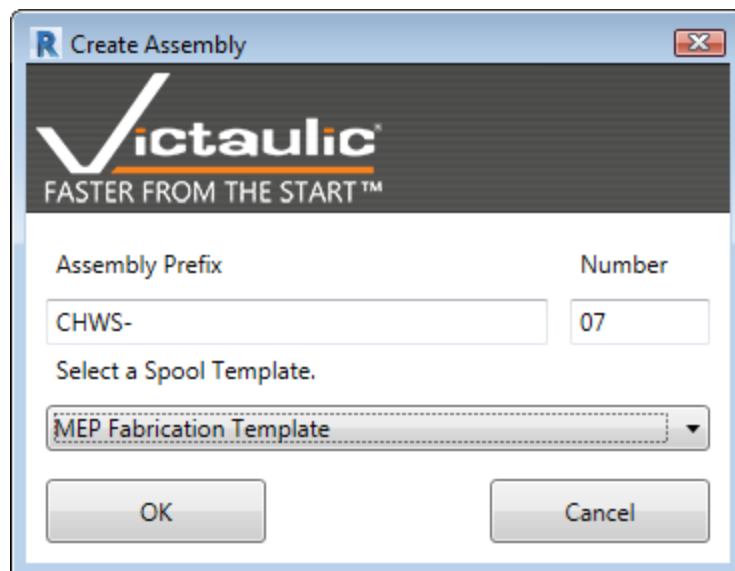 R Create Assembly
Victaulic®
FASTER FROM THE START™
Assembly Prefix Number
CHWS- 07
Select a Spool Template.
MEP Fabrication Template
OK Cancel